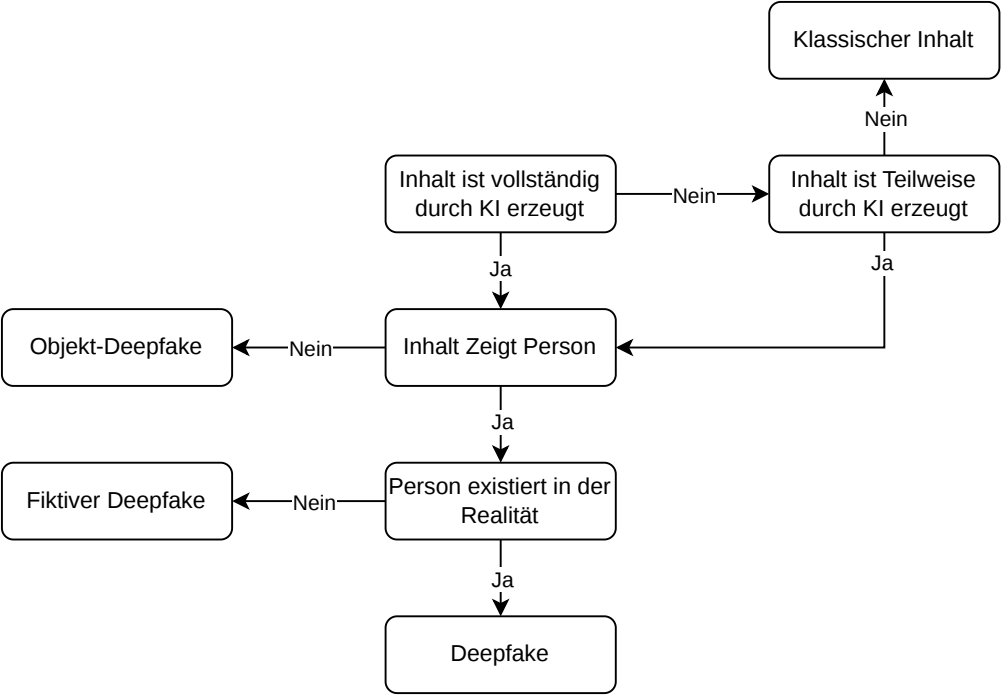 Klassischer Inhalt
Nein
Inhalt ist vollständig
durch KI erzeugt
Nein
Inhalt ist Teilweise
durch KI erzeugt
Ja
Ja
Objekt-Deepfake
Nein
Inhalt Zeigt Person
Ja
Fiktiver Deepfake
Nein
Person existiert in der
Realität
Ja
Deepfake